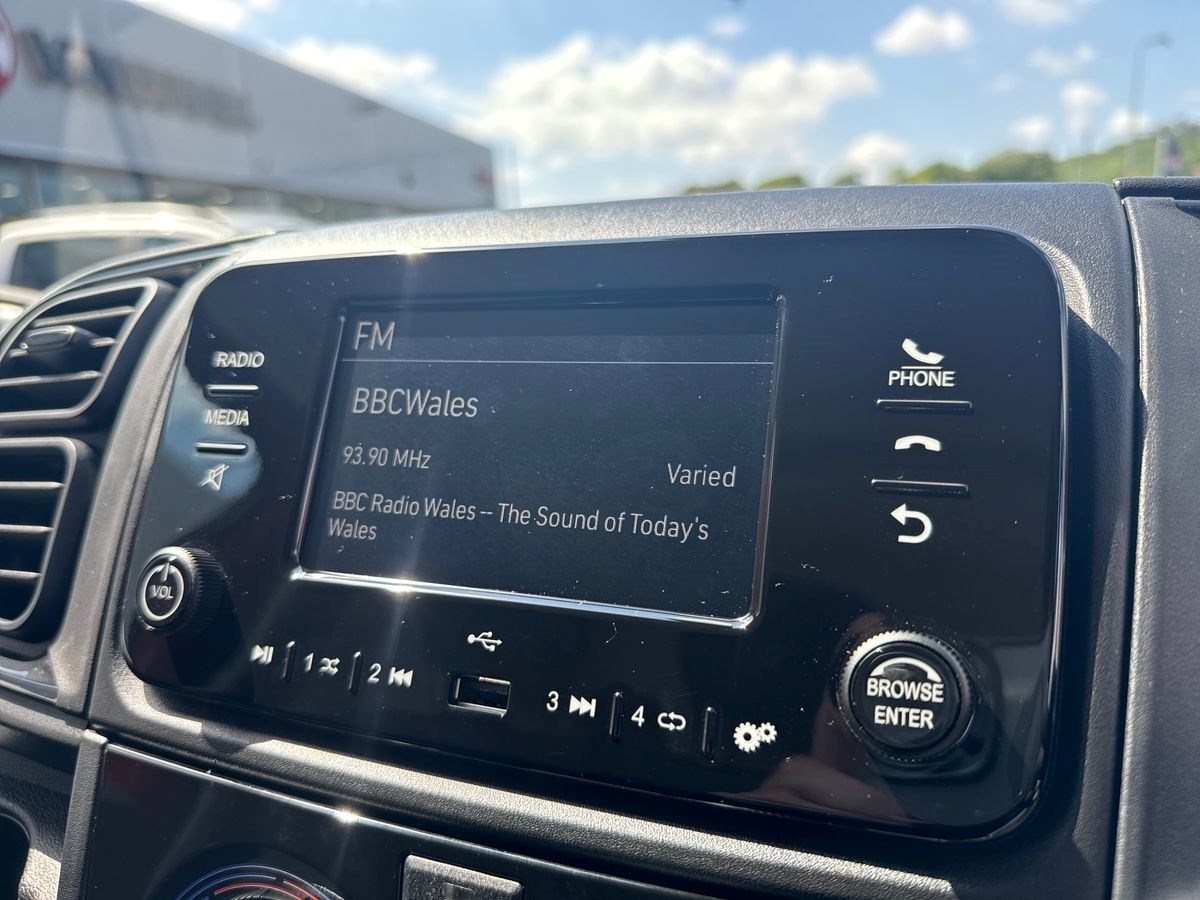 FM
BBCWales
93.90 MHz
Varied
BBC Radio Wales -- The Sound of Today's
Wales
RADIO
MEDIA
VOL
1
2
3
4
PHONE
BROWSE
ENTER